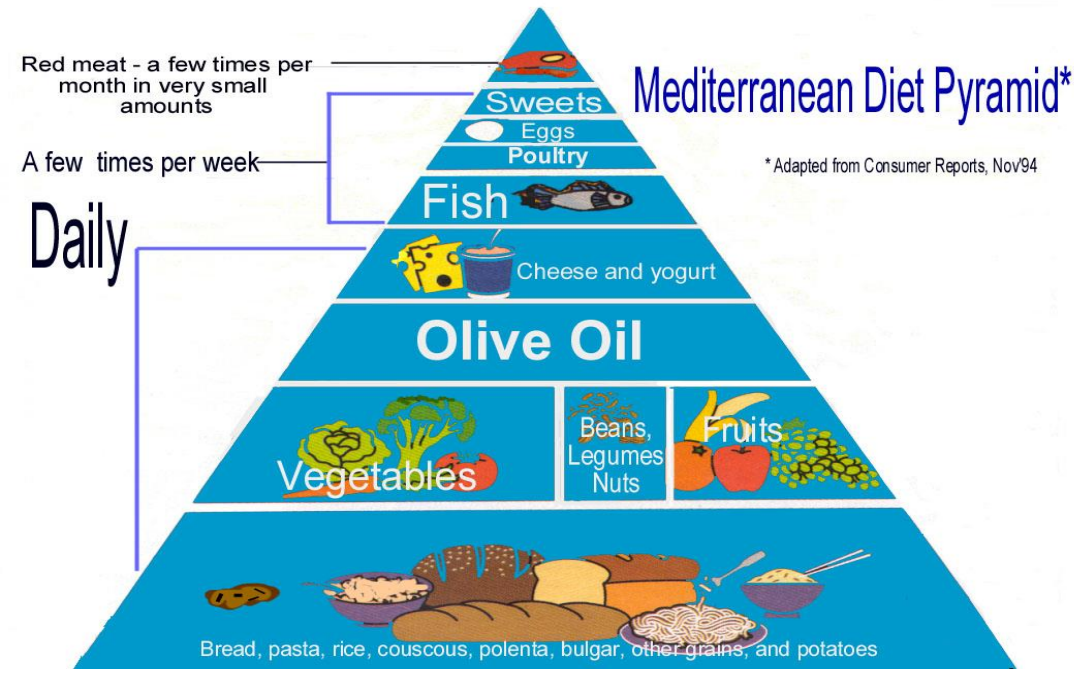 Mediterranean Diet Pyramid*
* Adapted from Consumer Reports, Nov'94
Red meat - a few times per
month in very small
amounts
A few times per week
Daily
Sweets
Eggs
Poultry
Fish
Cheese and yogurt
Olive Oil
Vegetables
Beans,
Legumes
Nuts
Fruits
Bread, pasta, rice, couscous, polenta, bulgar, other grains, and potatoes